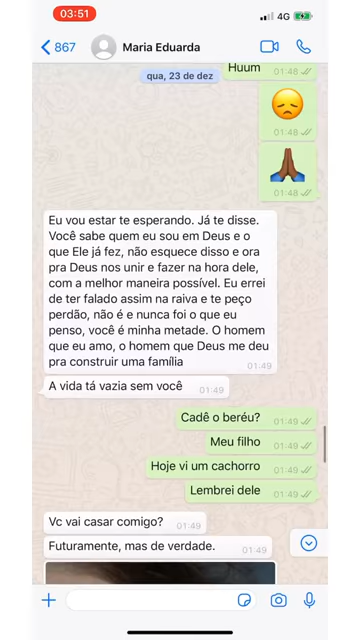 03:51
4G
867
Maria Eduarda
Huum
qua, 23 de dez
01:48
01:48
01:48
Eu vou estar te esperando. Já te disse.
Você sabe quem eu sou em Deus e o
que Ele já fez, não esquece disso e ora
pra Deus nos unir e fazer na hora dele,
com a melhor maneira possível. Eu errei
de ter falado assim na raiva e te peço
perdão, não é e nunca foi o que eu
penso, você é minha metade. O homem
que eu amo, o homem que Deus me deu
pra construir uma família
01:49
A vida tá vazia sem você 01:49
Cadê o beréu? 01:49
Meu filho 01:49
Hoje vi um cachorro 01:49
Lembrei dele 01:49
Vc vai casar comigo? 01:49
Futuramente, mas de verdade. 01:49